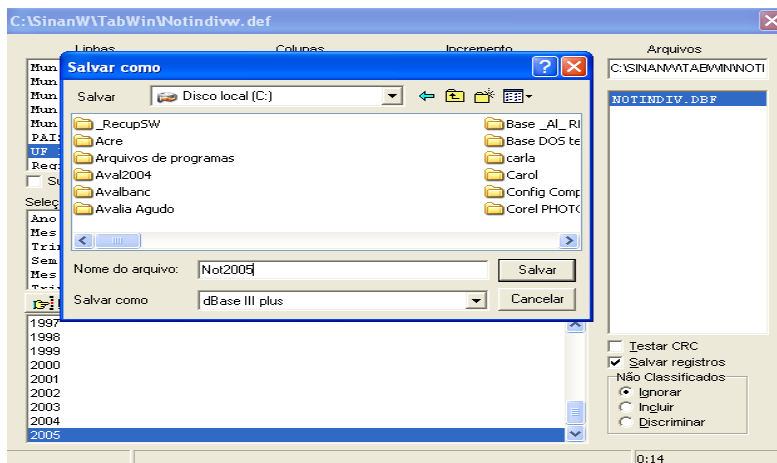 C:\SinanW\TabWin\Notindivw.def
Linhas Colunas Incremento Arquivos
Mun
Mun
Mun
Mun
Mun
PAI
UF
Reg
Salvar como
Salvar Disco local (C:)
_RecupSW
Acre
Arquivos de programas
Aval2004
Avalbanc
Avalia Agudo
Base _Al_ RI
Base DOS te
carla
Carol
Config Comp
Corel PHOTO
Nome do arquivo: Not2005 Salvar
Salvar como dBase III plus Cancelar
C:\SINANW\TABWIN\NOTI
NOTINDIV.DBF
Seleç
Ano
Mes
Tri
Sem
Mes
1997
1998
1999
2000
2001
2002
2003
2004
2005
Testar CRC
Salvar registros
Não Classificados
Ignorar
Incluir
Discriminar
0:14